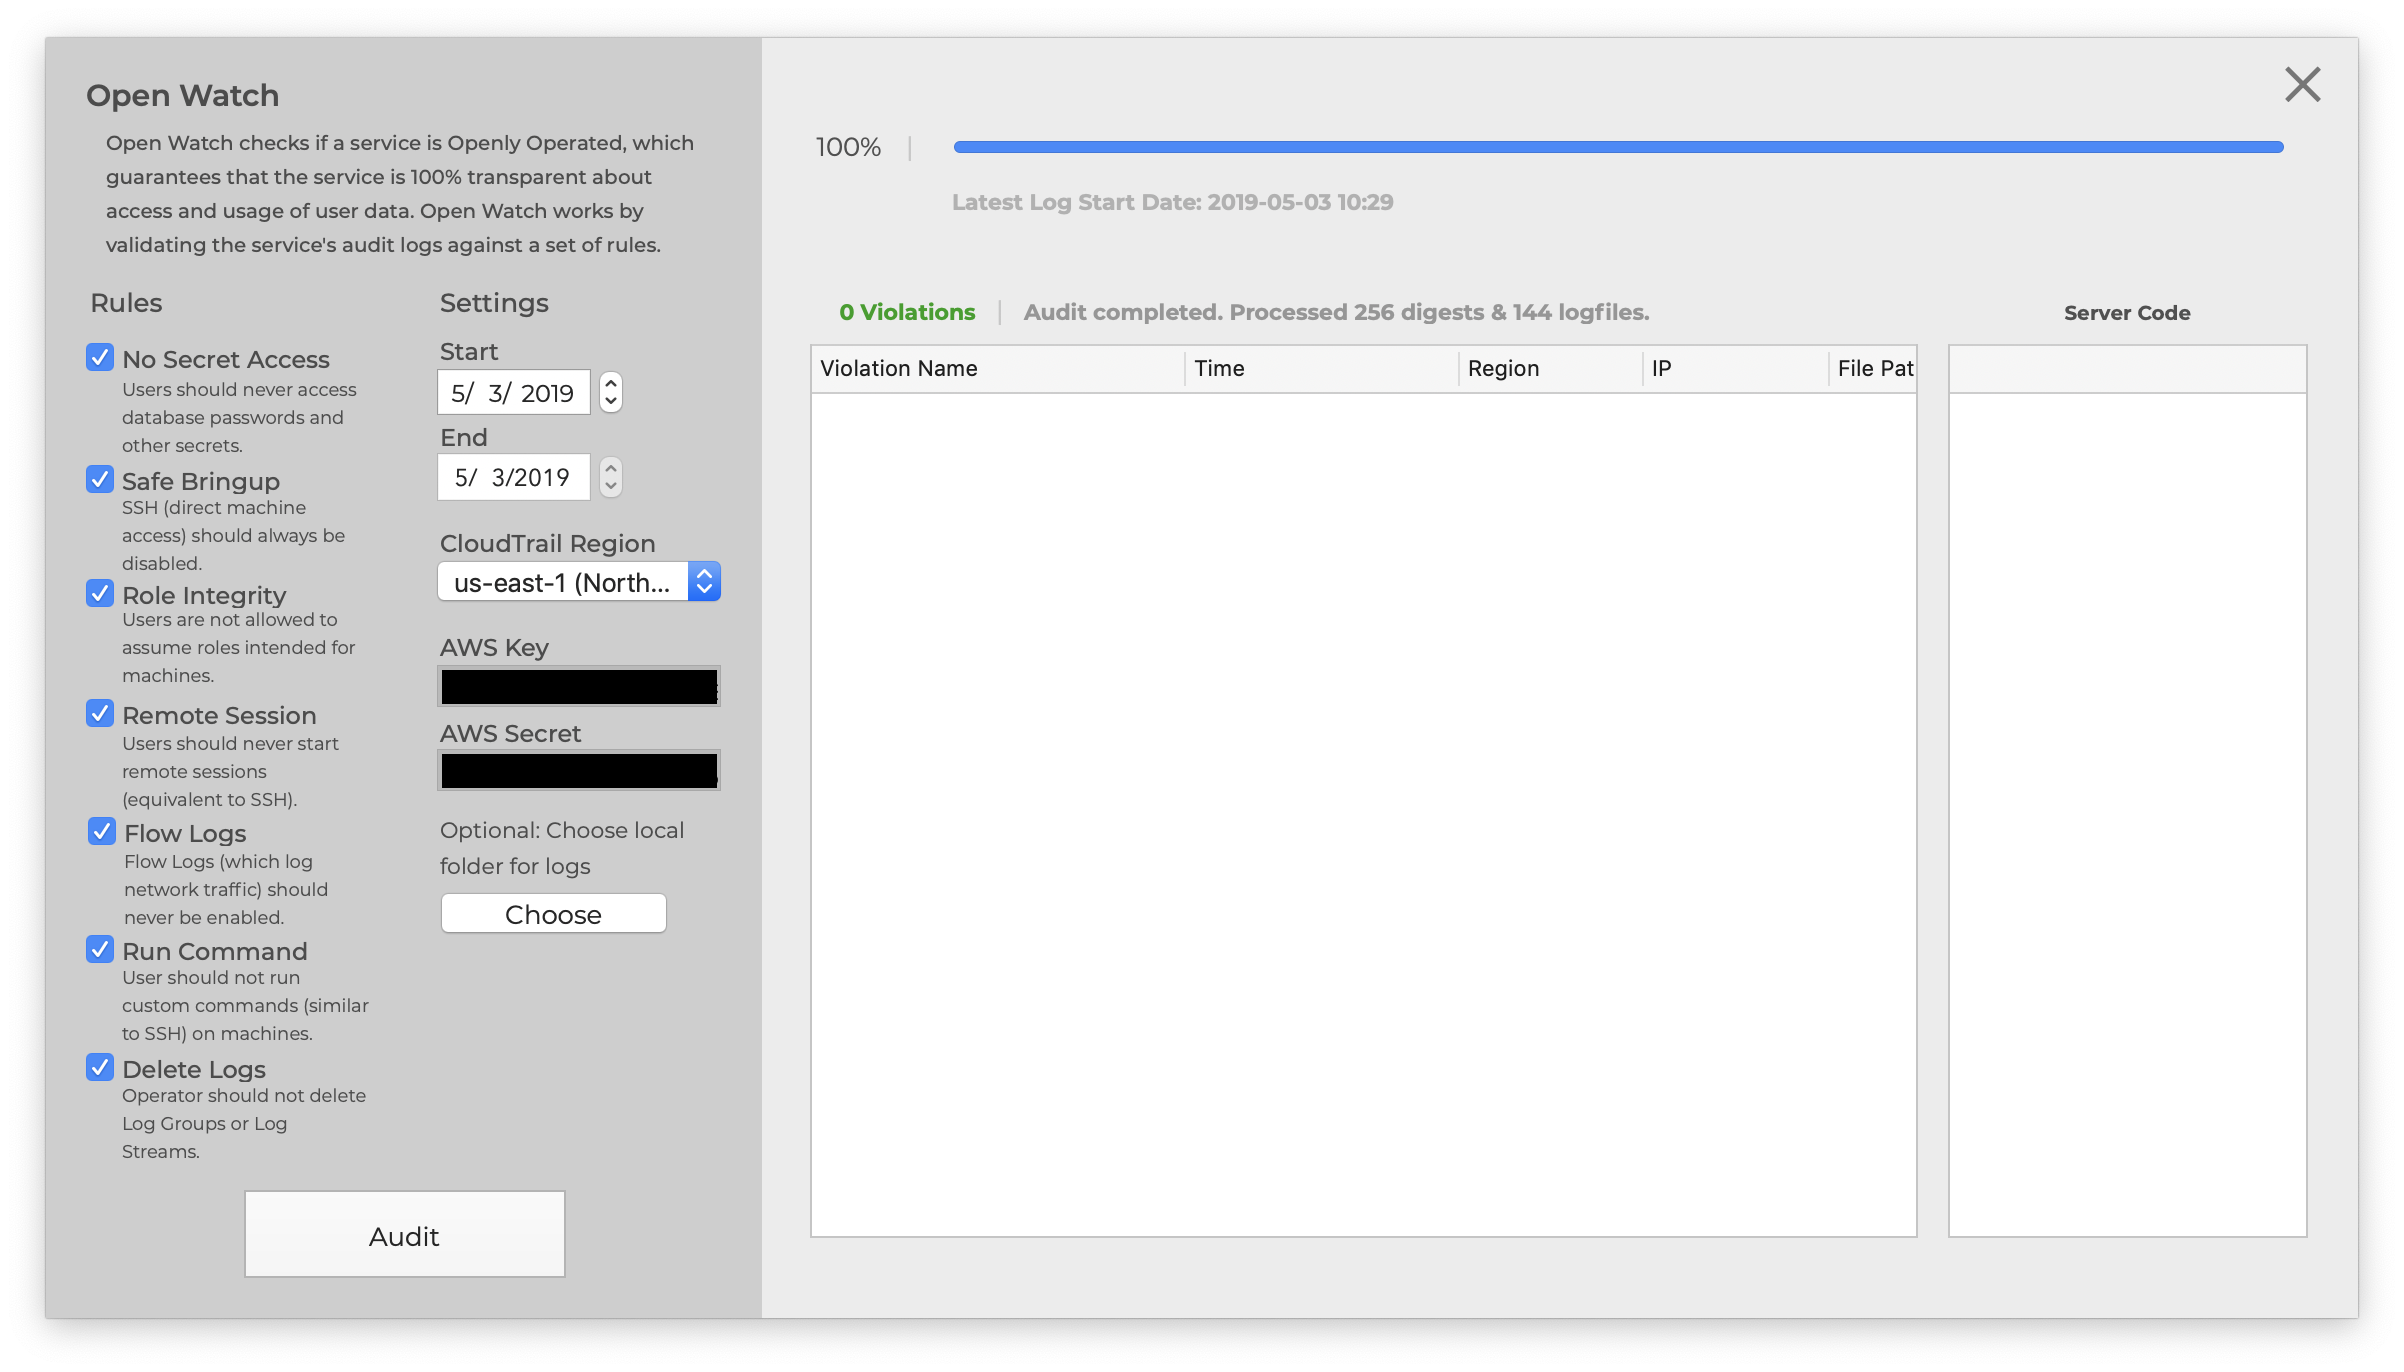 Open Watch
Open Watch checks if a service is Openly Operated, which
guarantees that the service is 100% transparent about
access and usage of user data. Open Watch works by
validating the service's audit logs against a set of rules.
Rules
No Secret Access
Users should never access
database passwords and
other secrets.
Safe Bringup
SSH (direct machine
access) should always be
disabled.
Role Integrity
Users are not allowed to
assume roles intended for
machines.
Remote Session
Users should never start
remote sessions
(equivalent to SSH).
Flow Logs
Flow Logs (which log
network traffic) should
never be enabled.
Run Command
User should not run
custom commands (similar
to SSH) on machines.
Delete Logs
Operator should not delete
Log Groups or Log
Streams.
Settings
Start
5/ 3/ 2019
End
5/ 3/2019
CloudTrail Region
us-east-1 (North...
AWS Key
AWS Secret
Optional: Choose local
folder for logs
Choose
Audit
100%
Latest Log Start Date: 2019-05-03 10:29
0 Violations
Audit completed. Processed 256 digests & 144 logfiles.
Violation Name Time Region IP File Pat
Server Code